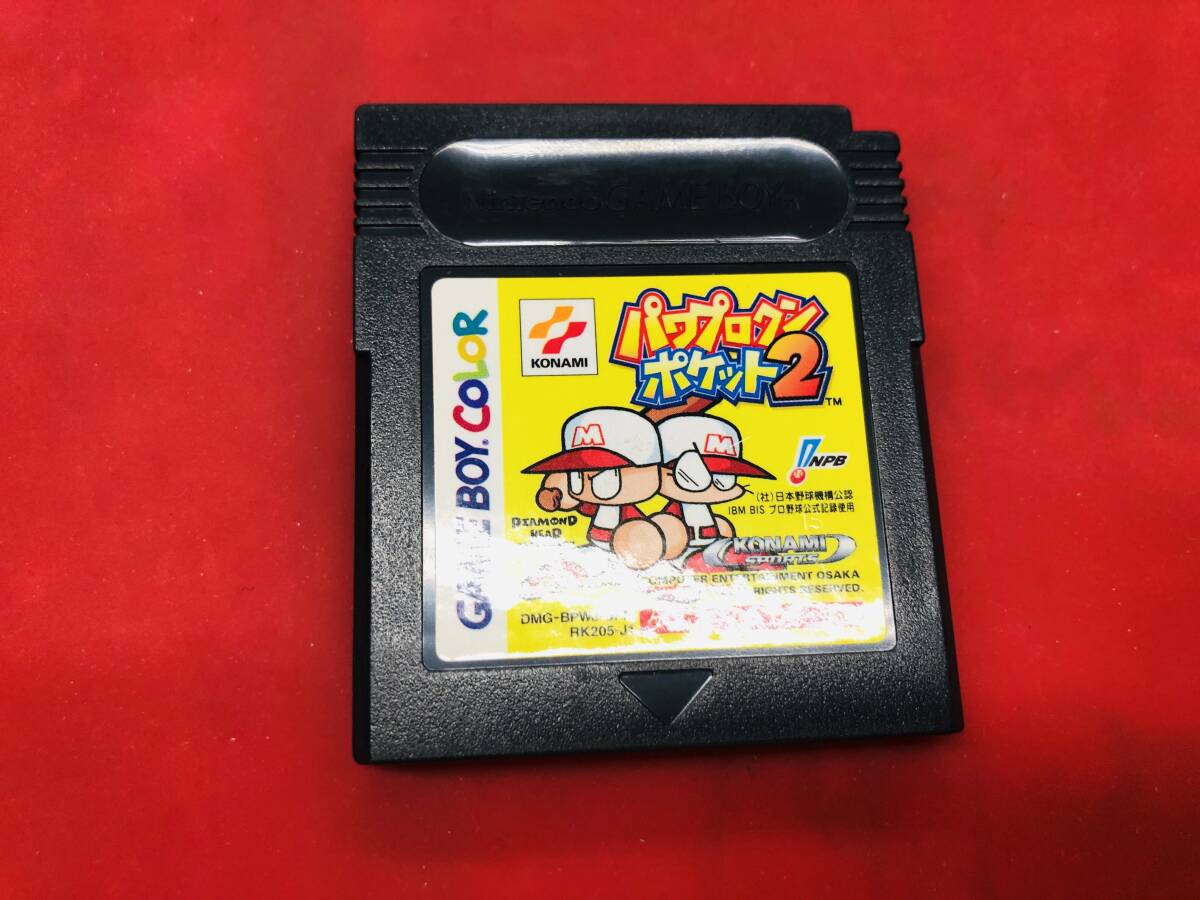 Nintendo GAME BOY
GAME BOY COLOR
KONAMI
パワプロクン
ポケット2
TM
M
M
NPB
(社)日本野球機構公認
IBM BIS プロ野球公式記録使用
DIAMOND
HEAD
KONAMI
SPORTS
COMPUTER ENTERTAINMENT OSAKA
RIGHTS RESERVED.
RK205-J1